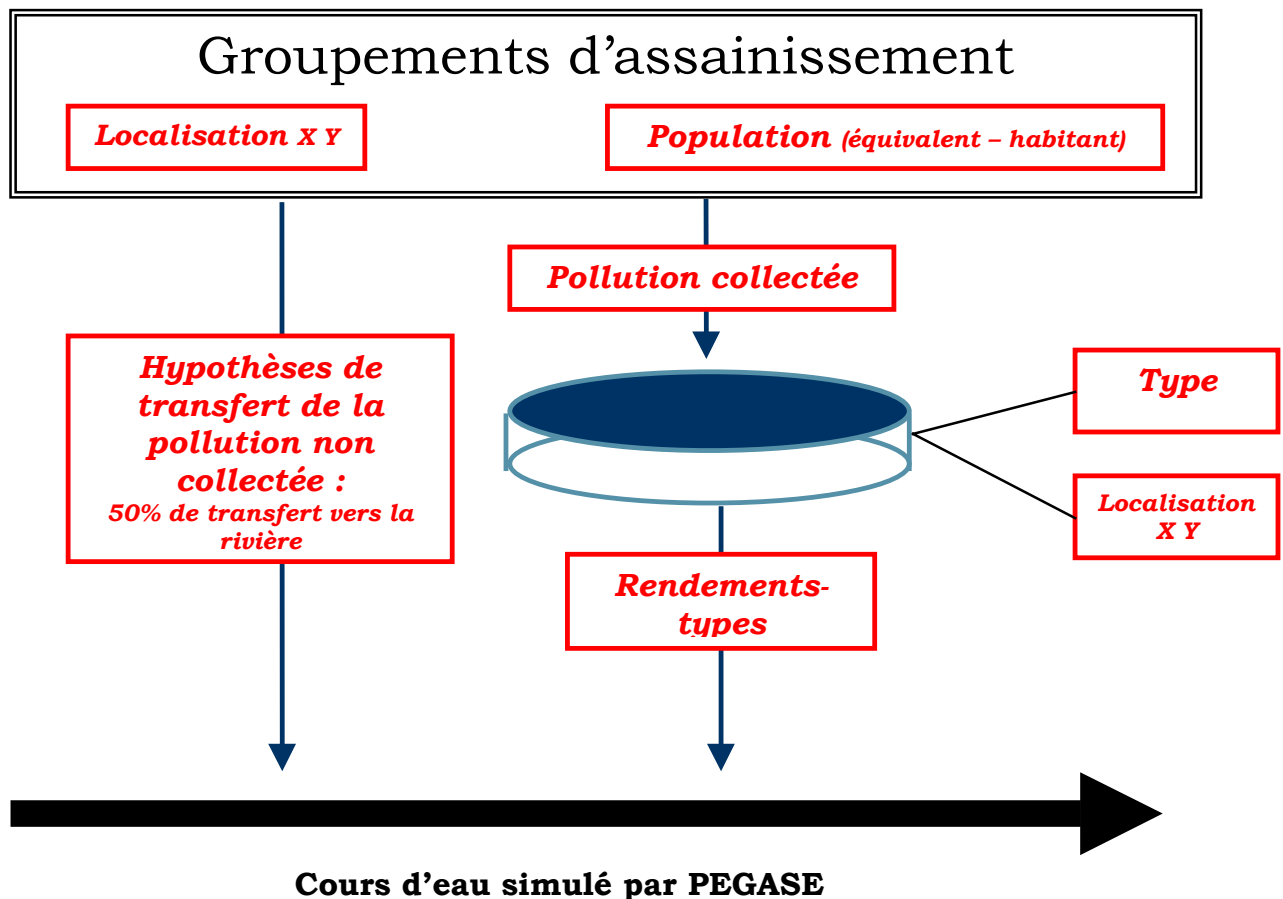 Groupements d’assainissement
Localisation X Y
Population (équivalent – habitant)
Pollution collectée
Hypothèses de
transfert de la
pollution non
collectée :
50% de transfert vers la
rivière
Type
Localisation
X Y
Rendements-
types
Cours d’eau simulé par PEGASE